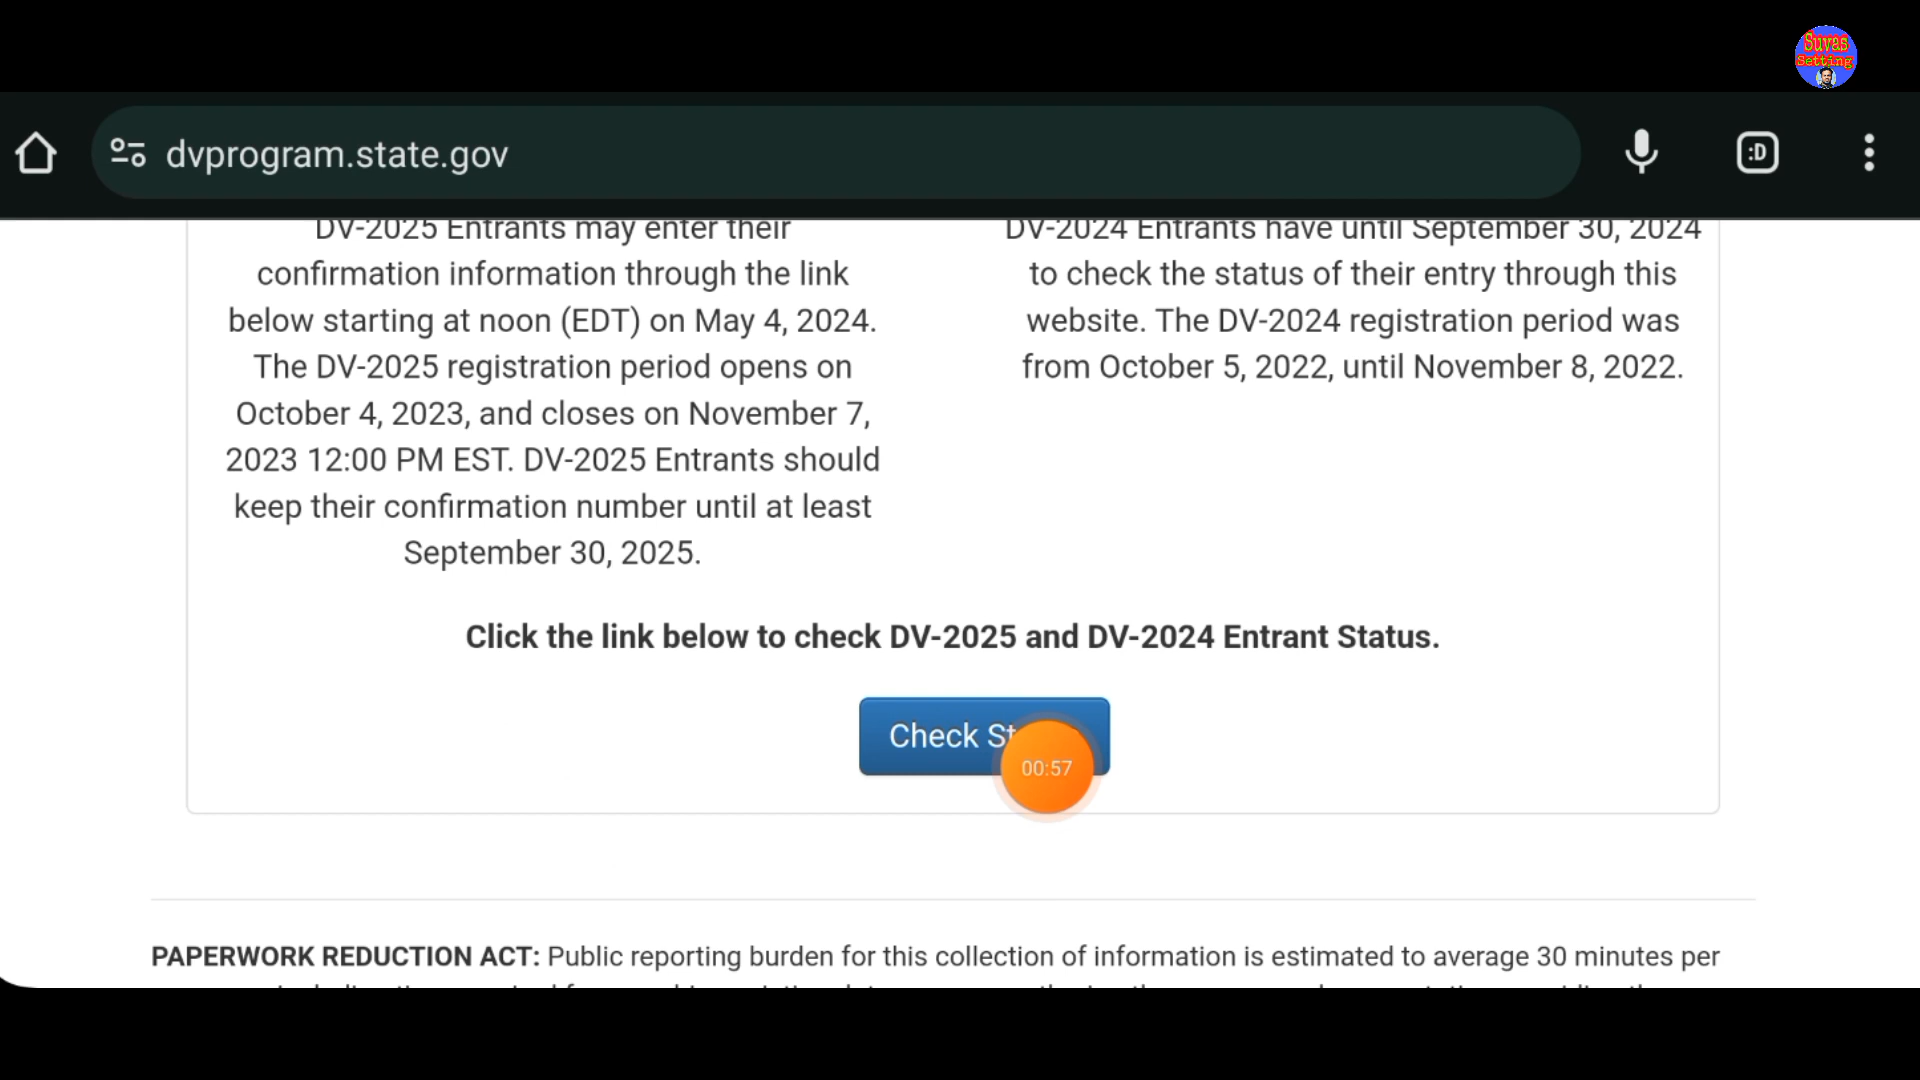 Suvas
Setting
dvprogram.state.gov
:D
DV-2025 Entrants may enter their
confirmation information through the link
below starting at noon (EDT) on May 4, 2024.
The DV-2025 registration period opens on
October 4, 2023, and closes on November 7,
2023 12:00 PM EST. DV-2025 Entrants should
keep their confirmation number until at least
September 30, 2025.
DV-2024 Entrants have until September 30, 2024
to check the status of their entry through this
website. The DV-2024 registration period was
from October 5, 2022, until November 8, 2022.
Click the link below to check DV-2025 and DV-2024 Entrant Status.
Check
00:57
PAPERWORK REDUCTION ACT: Public reporting burden for this collection of information is estimated to average 30 minutes per